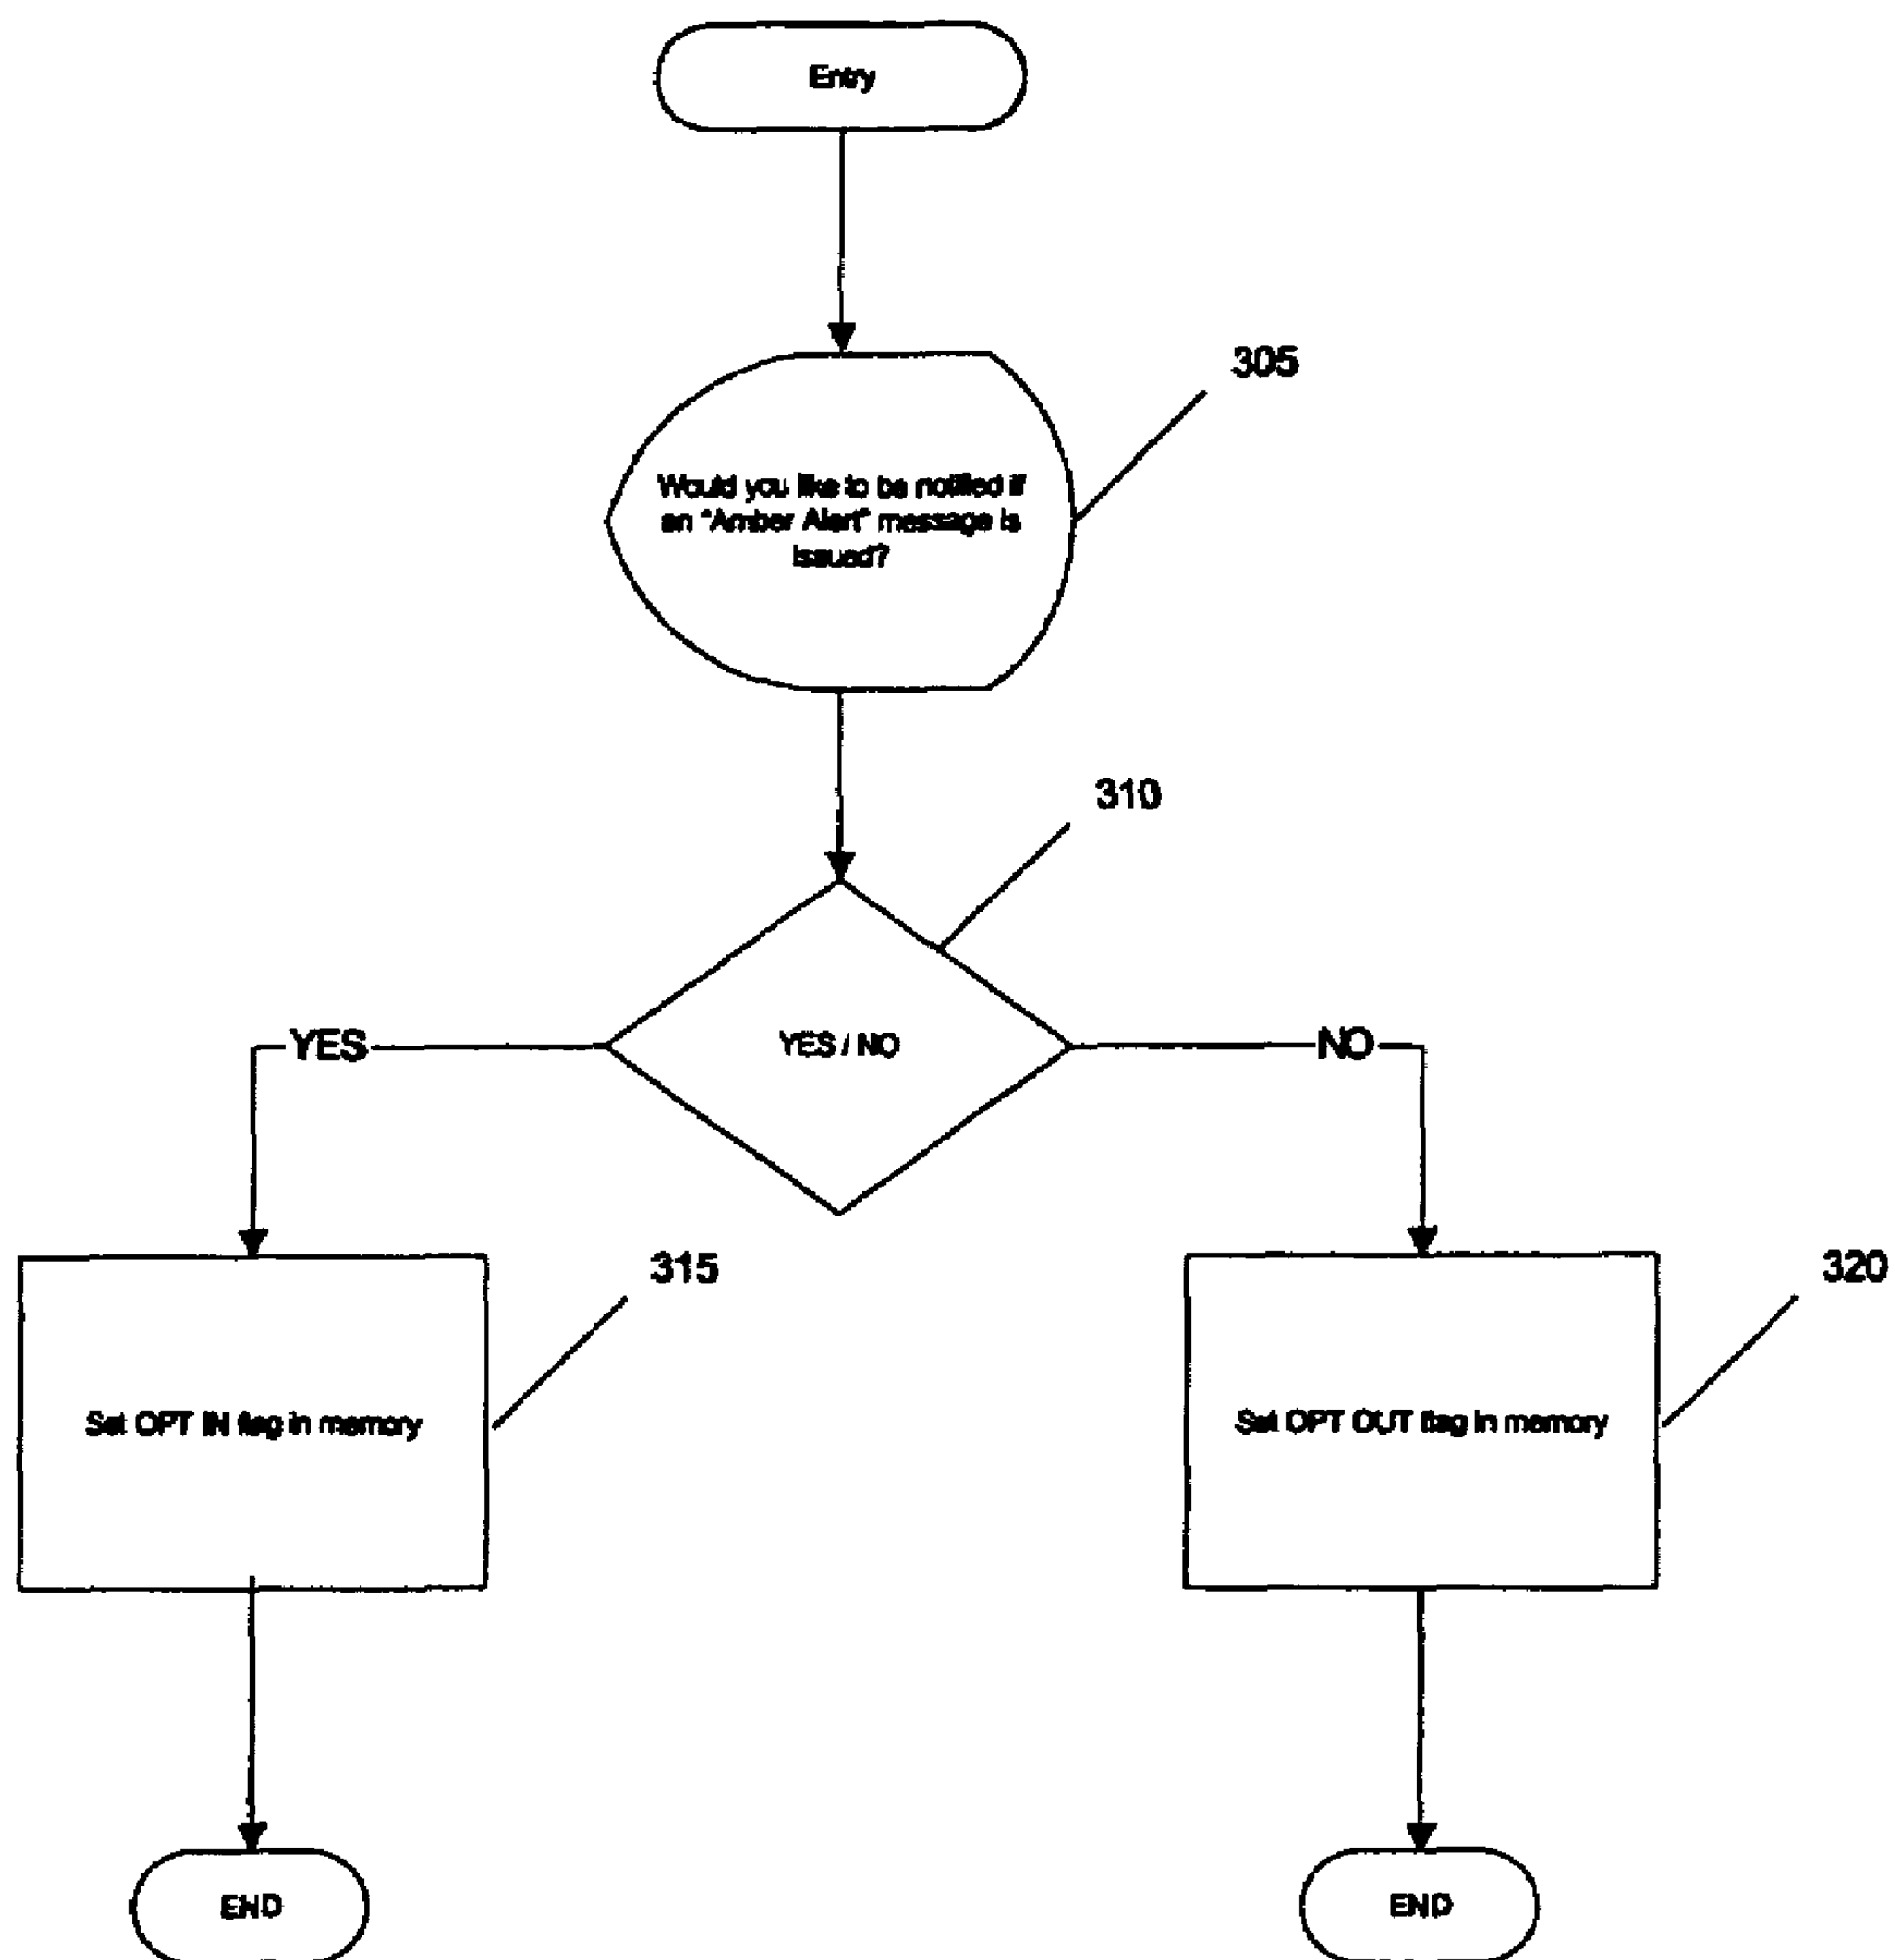 Entry
305
Would you like to be notified if
an "Amber Alert" message is
issued?
310
YES / NO
YES
NO
315
320
Set OPT IN flag in memory
Set OPT OUT flag in memory
END
END